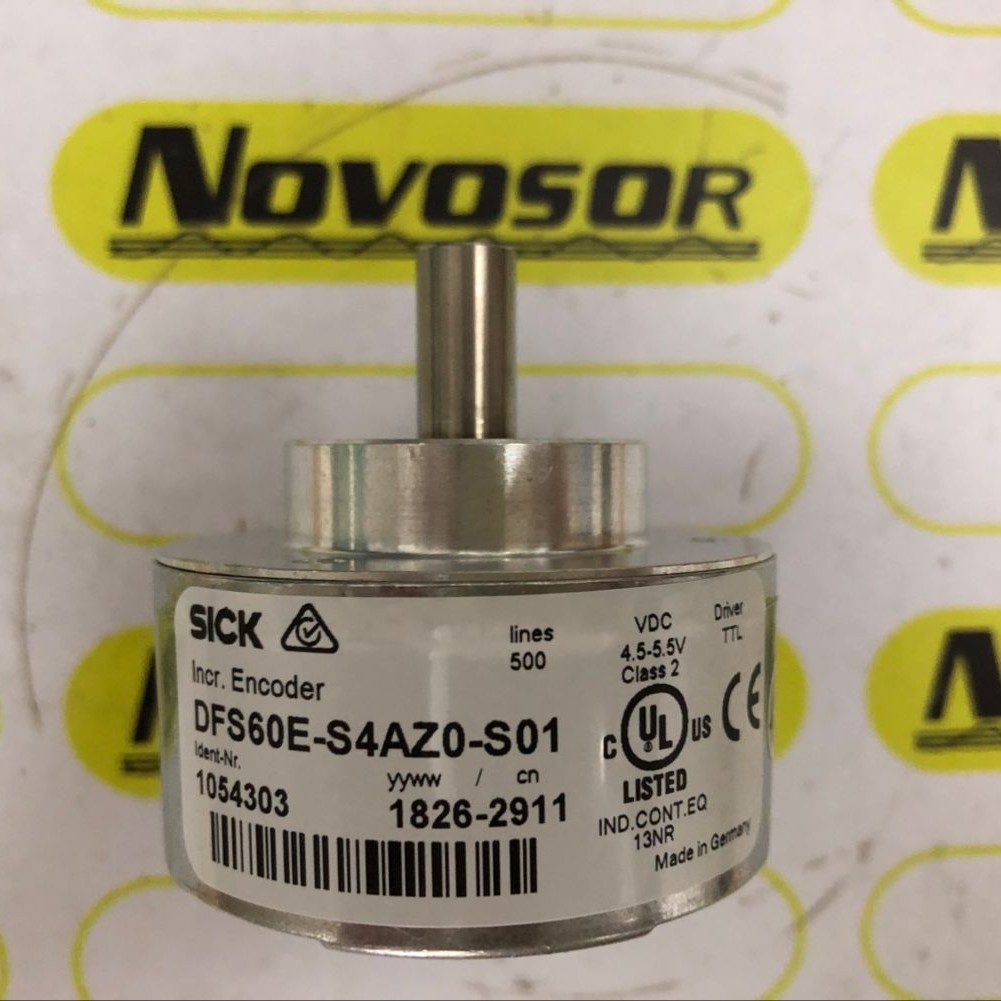 NOVOSOR
SICK
Incr. Encoder
DFS60E-S4AZ0-S01
Ident-Nr.
1054303
yyww / cn
1826-2911
lines
500
VDC
4.5-5.5V
Class 2
Driver
TTL
C UL US
LISTED
IND.CONT.EQ
13NR
CE
Made in Germany